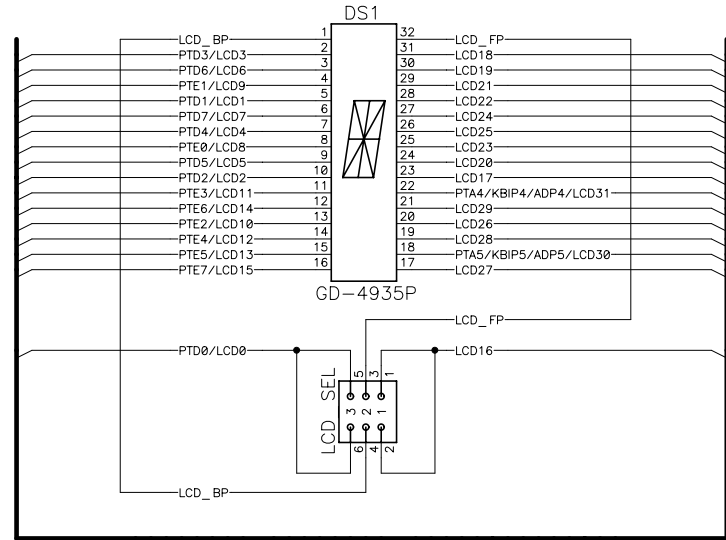 DS1
LCD_BP 1 32 LCD_FP
PTD3/LCD3 2 31 LCD18
PTD6/LCD6 3 30 LCD19
PTE1/LCD9 4 29 LCD21
PTD1/LCD1 5 28 LCD22
PTD7/LCD7 6 27 LCD24
PTD4/LCD4 7 26 LCD25
PTE0/LCD8 8 25 LCD23
PTD5/LCD5 9 24 LCD20
PTD2/LCD2 10 23 LCD17
PTE3/LCD11 11 22 PTA4/KBIP4/ADP4/LCD31
PTE6/LCD14 12 21 LCD29
PTE2/LCD10 13 20 LCD26
PTE4/LCD12 14 19 LCD28
PTE5/LCD13 15 18 PTA5/KBIP5/ADP5/LCD30
PTE7/LCD15 16 17 LCD27
GD-4935P
LCD_FP
PTD0/LCD0 LCD16
5 3 1
LCD SEL
3 2 1
6 4 2
LCD_BP